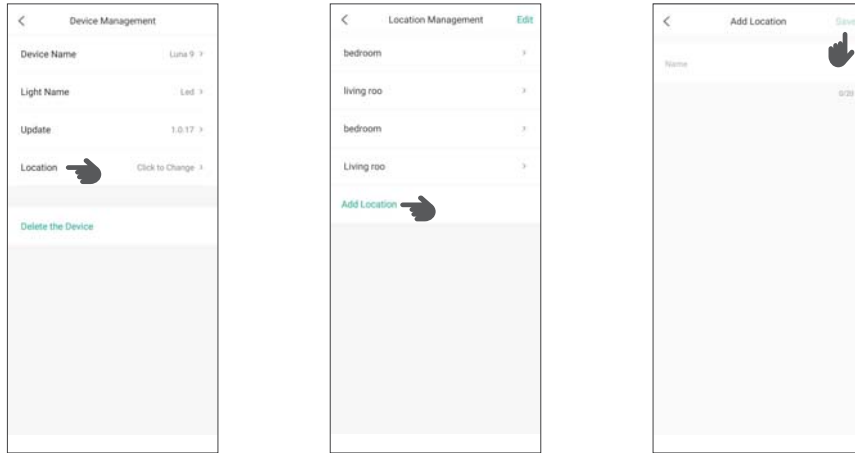 Device Management
Device Name Luna 9
Light Name Led
Update 1.0.17
Location Click to Change
Delete the Device
Location Management Edit
bedroom
living roo
bedroom
Living roo
Add Location
Add Location Save
Name
0/20